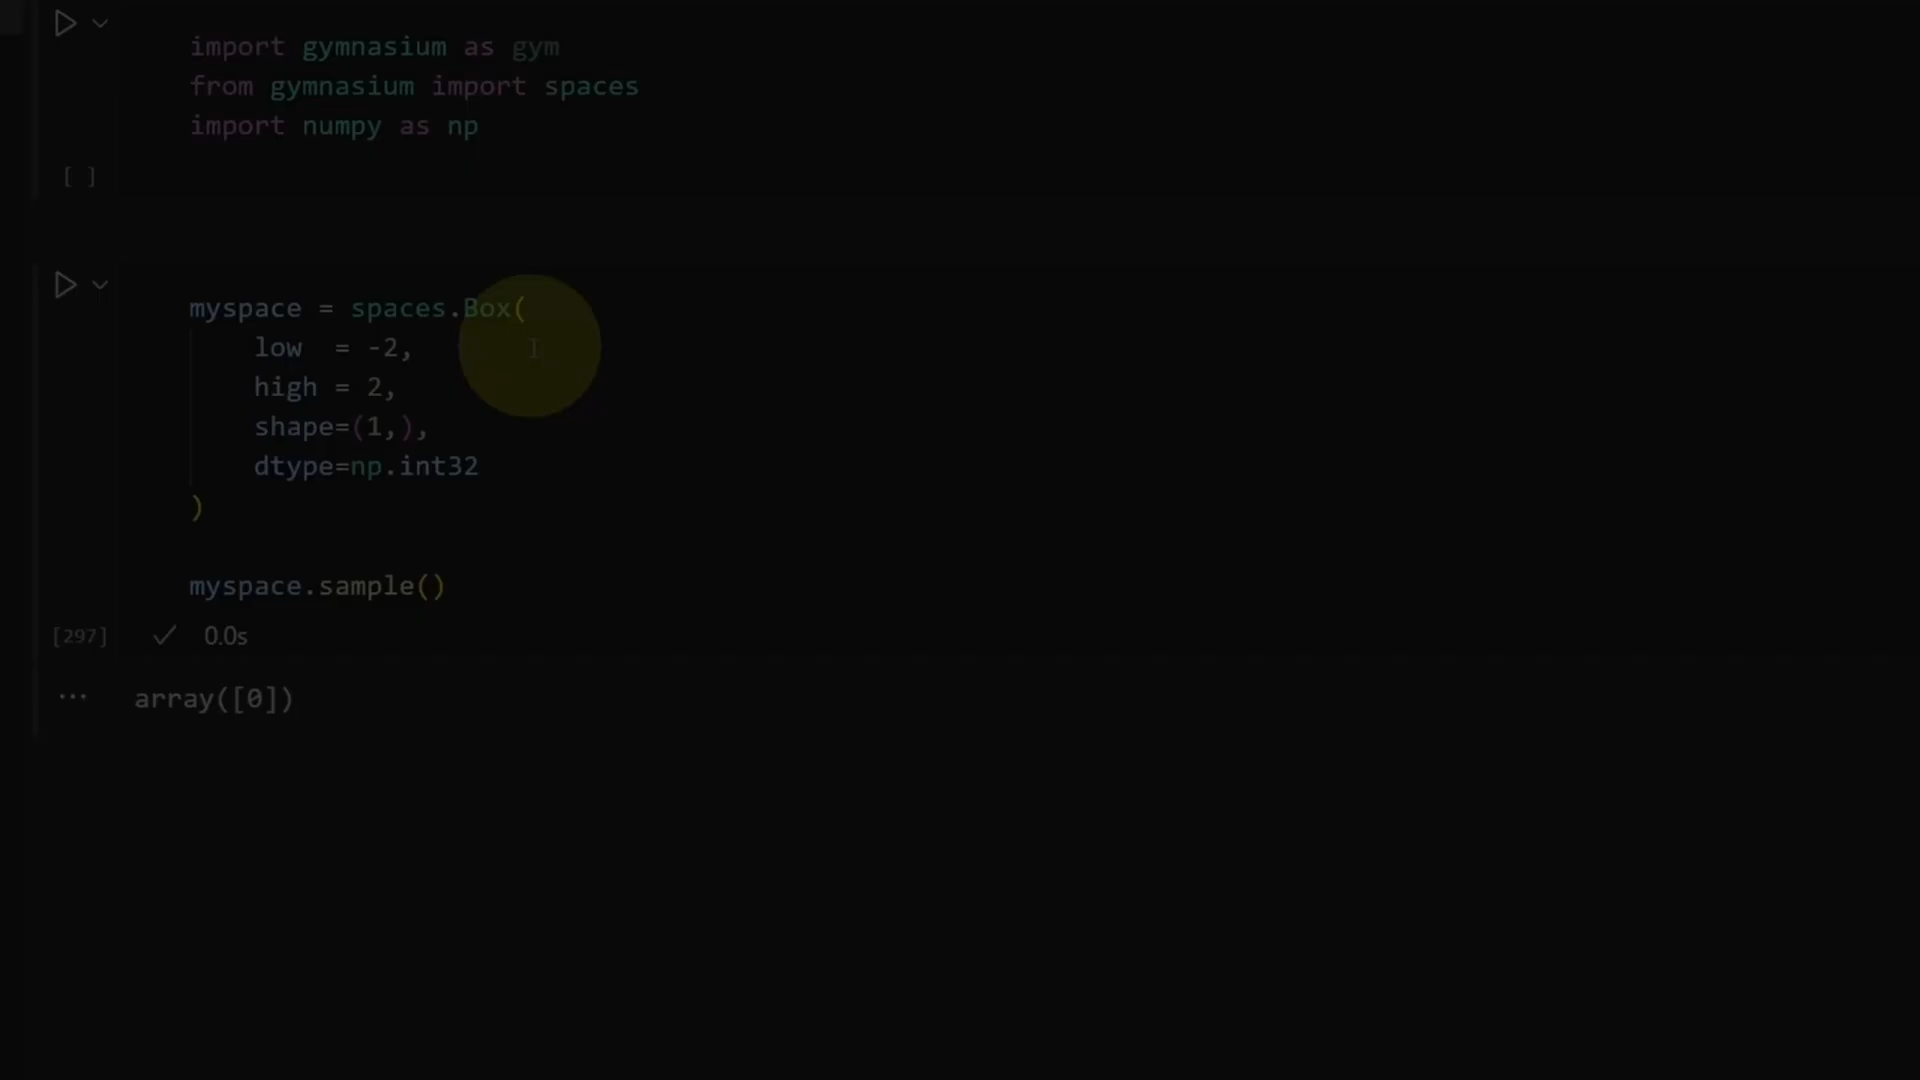 import gymnasium as gym
from gymnasium import spaces
import numpy as np
[ ]
myspace = spaces.Box(
    low  = -2,
    high = 2,
    shape=(1,),
    dtype=np.int32
)
myspace.sample()
[297] ✓ 0.0s
... array([0])